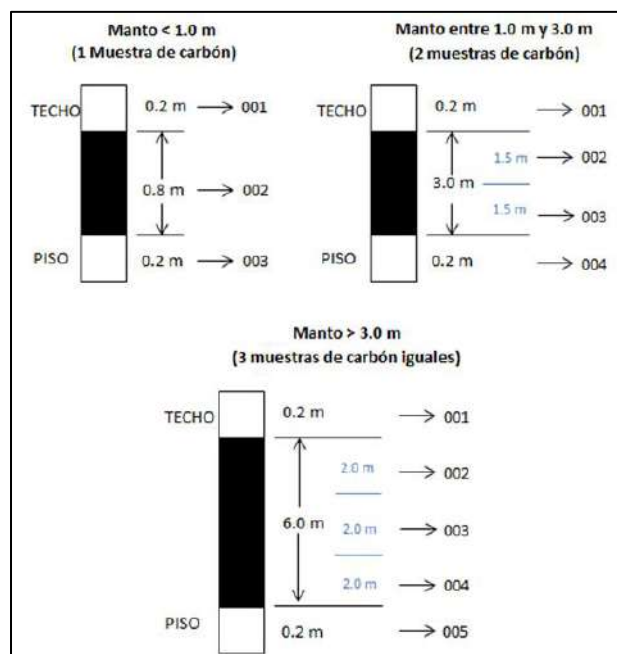 Manto < 1.0 m
(1 Muestra de carbón)
TECHO
0.2 m
001
0.8 m
002
PISO
0.2 m
003
Manto entre 1.0 m y 3.0 m
(2 muestras de carbón)
TECHO
0.2 m
001
1.5 m
002
3.0 m
1.5 m
003
PISO
0.2 m
004
Manto > 3.0 m
(3 muestras de carbón iguales)
TECHO
0.2 m
001
2.0 m
002
6.0 m
2.0 m
003
2.0 m
004
PISO
0.2 m
005